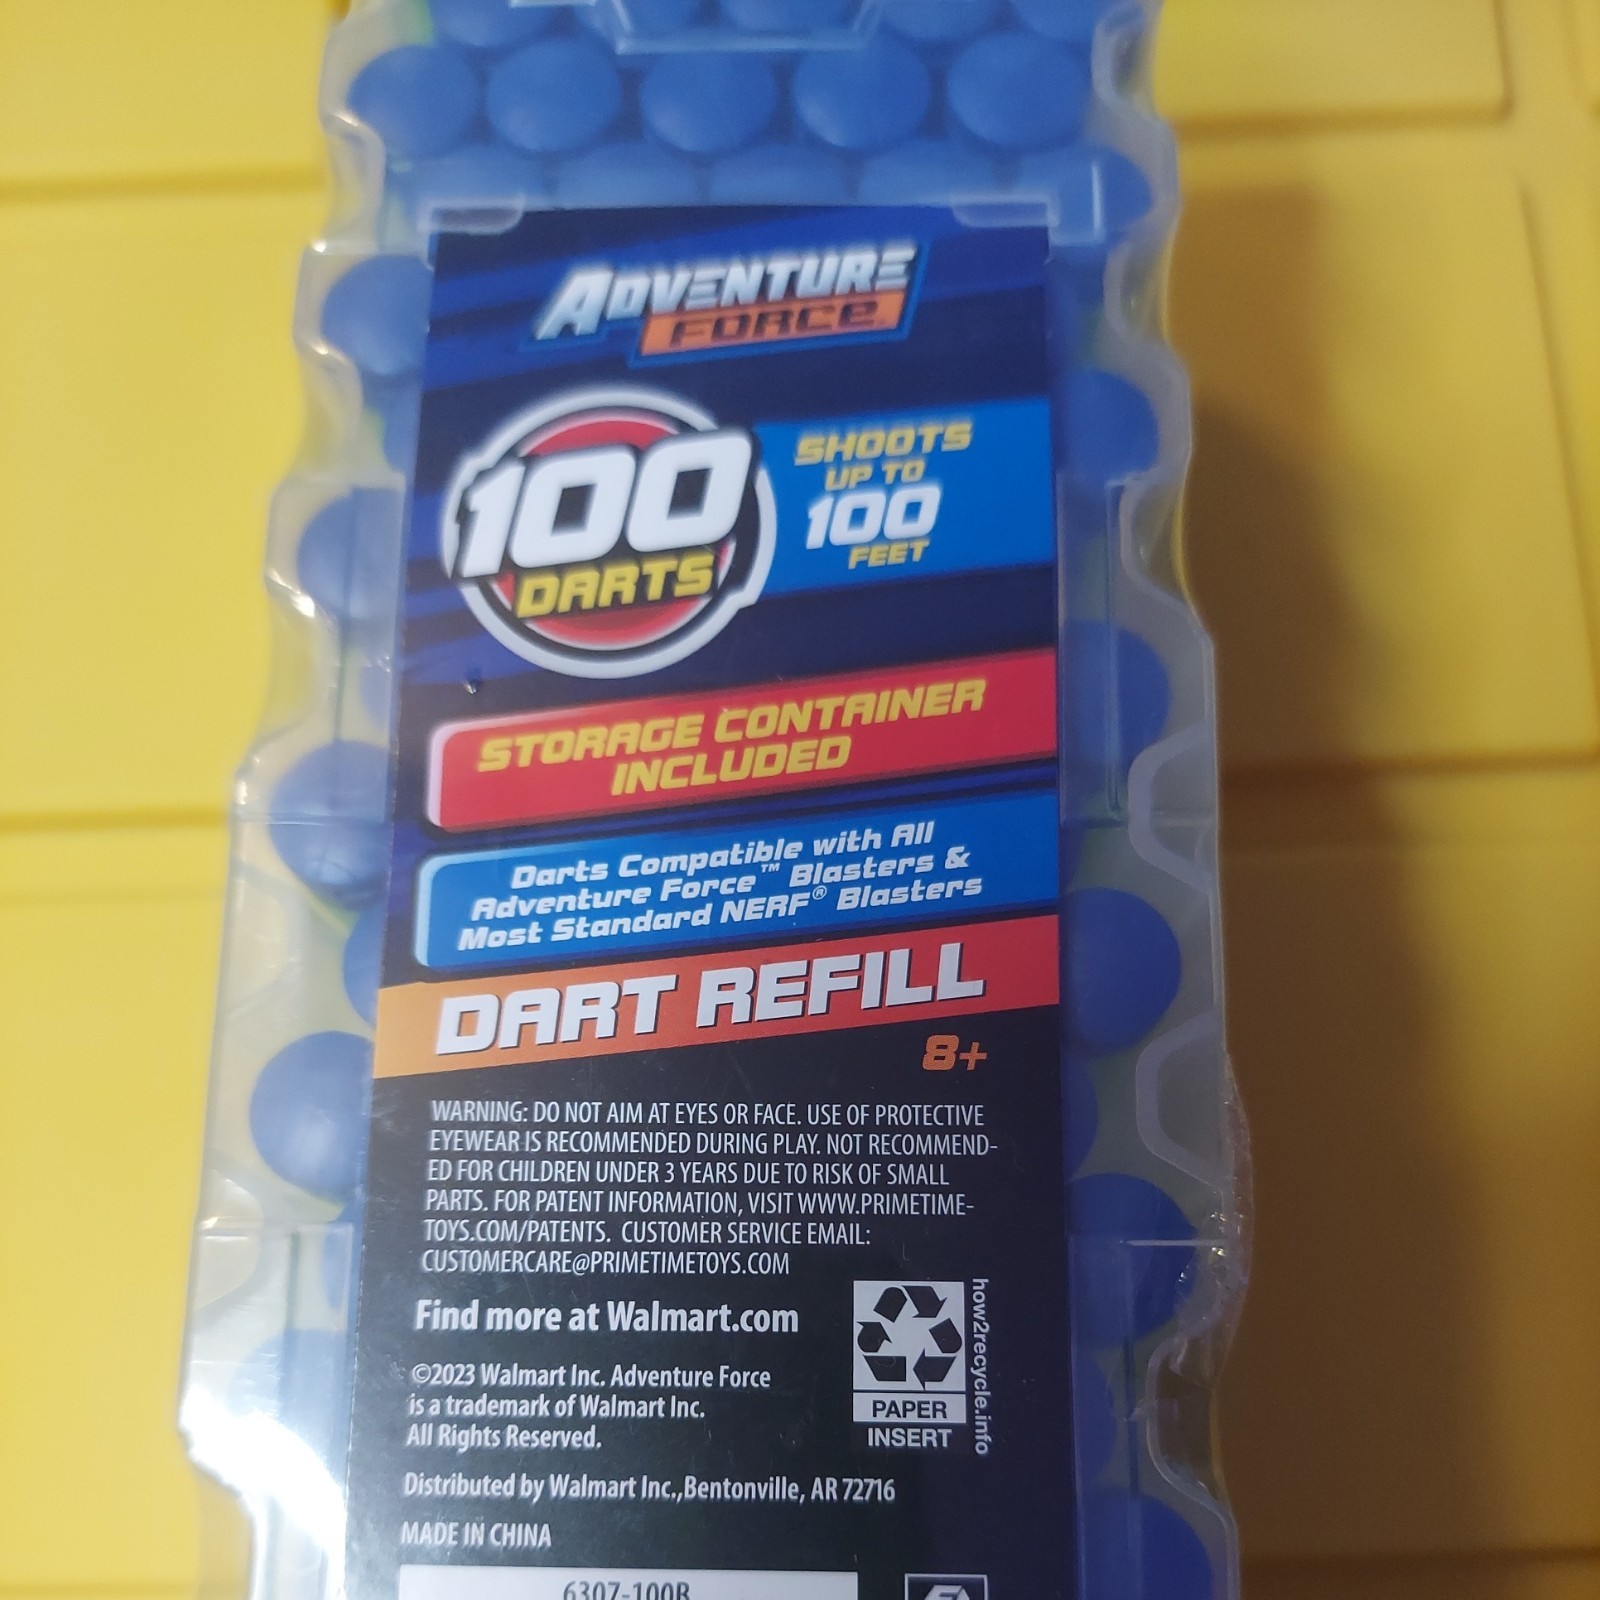 ADVENTURE
FORCE
100
DARTS
SHOOTS
UP TO
100
FEET
STORAGE CONTAINER
INCLUDED
Darts Compatible with All
Adventure Force™ Blasters &
Most Standard NERF® Blasters
DART REFILL
8+
WARNING: DO NOT AIM AT EYES OR FACE. USE OF PROTECTIVE
EYEWEAR IS RECOMMENDED DURING PLAY. NOT RECOMMEND-
ED FOR CHILDREN UNDER 3 YEARS DUE TO RISK OF SMALL
PARTS. FOR PATENT INFORMATION, VISIT WWW.PRIMETIME-
TOYS.COM/PATENTS. CUSTOMER SERVICE EMAIL:
CUSTOMERCARE@PRIMETIMETOYS.COM
Find more at Walmart.com
©2023 Walmart Inc. Adventure Force
is a trademark of Walmart Inc.
All Rights Reserved.
PAPER
INSERT
how2recycle.info
Distributed by Walmart Inc.,Bentonville, AR 72716
MADE IN CHINA